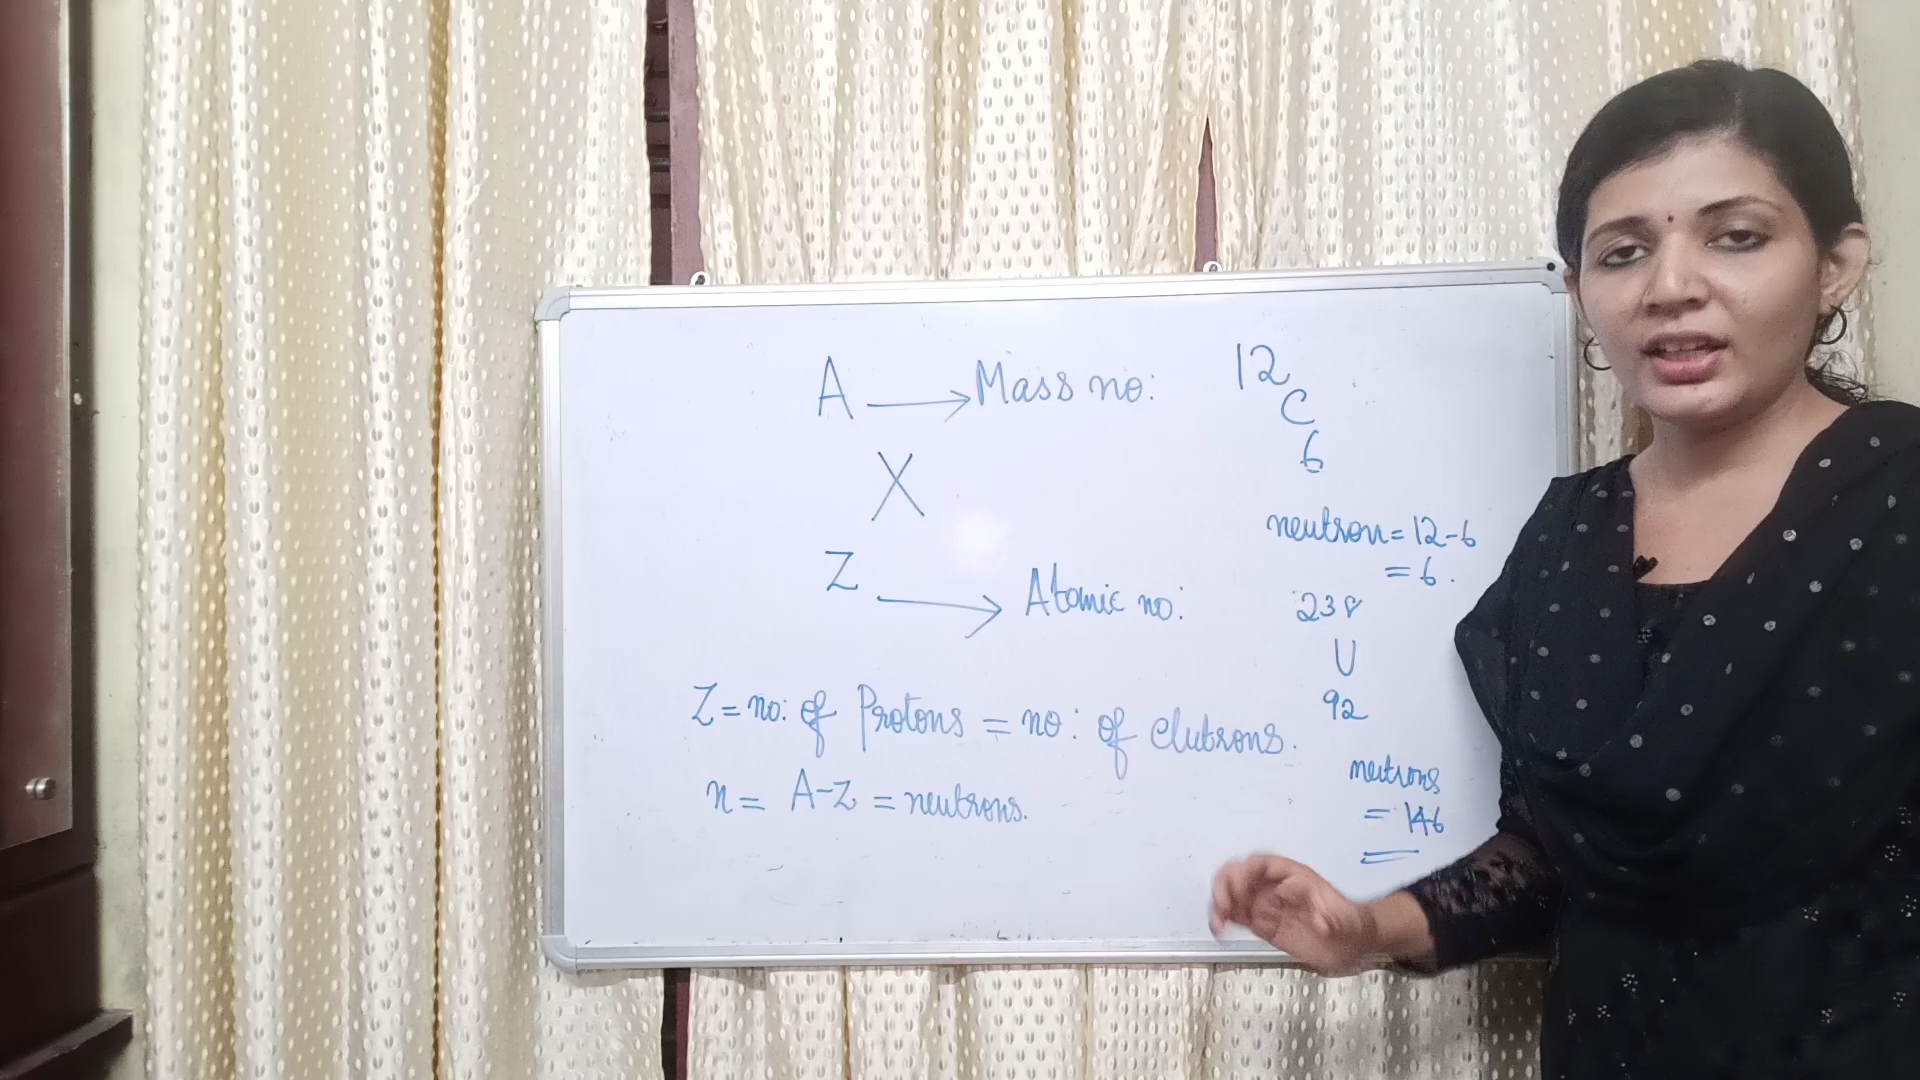 A → Mass no:
X
Z → Atomic no:
Z = no: of Protons = no: of elutrons.
n = A-Z = neutrons.
12
C
6
neutron = 12-6
= 6.
238
U
92
neutrons
= 146